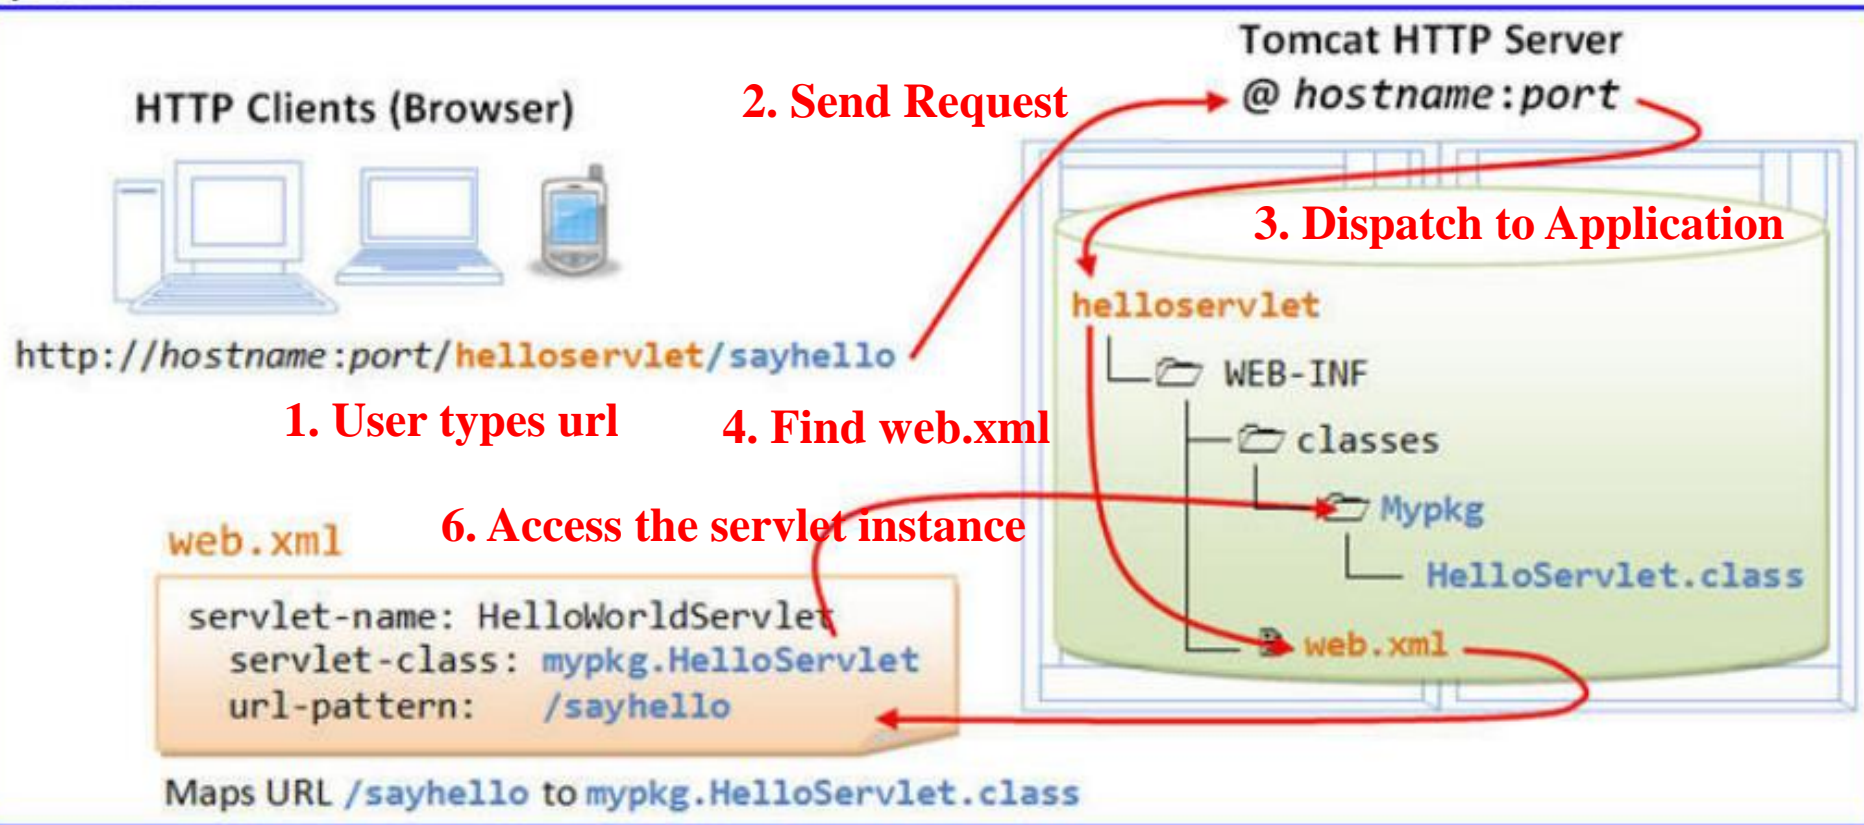 Tomcat HTTP Server
@ hostname:port
HTTP Clients (Browser)
2. Send Request
3. Dispatch to Application
http://hostname:port/helloservlet/sayhello
1. User types url
4. Find web.xml
helloservlet
WEB-INF
classes
Mypkg
HelloServlet.class
web.xml
6. Access the servlet instance
web.xml
servlet-name: HelloWorldServlet
servlet-class: mypkg.HelloServlet
url-pattern: /sayhello
Maps URL /sayhello to mypkg.HelloServlet.class